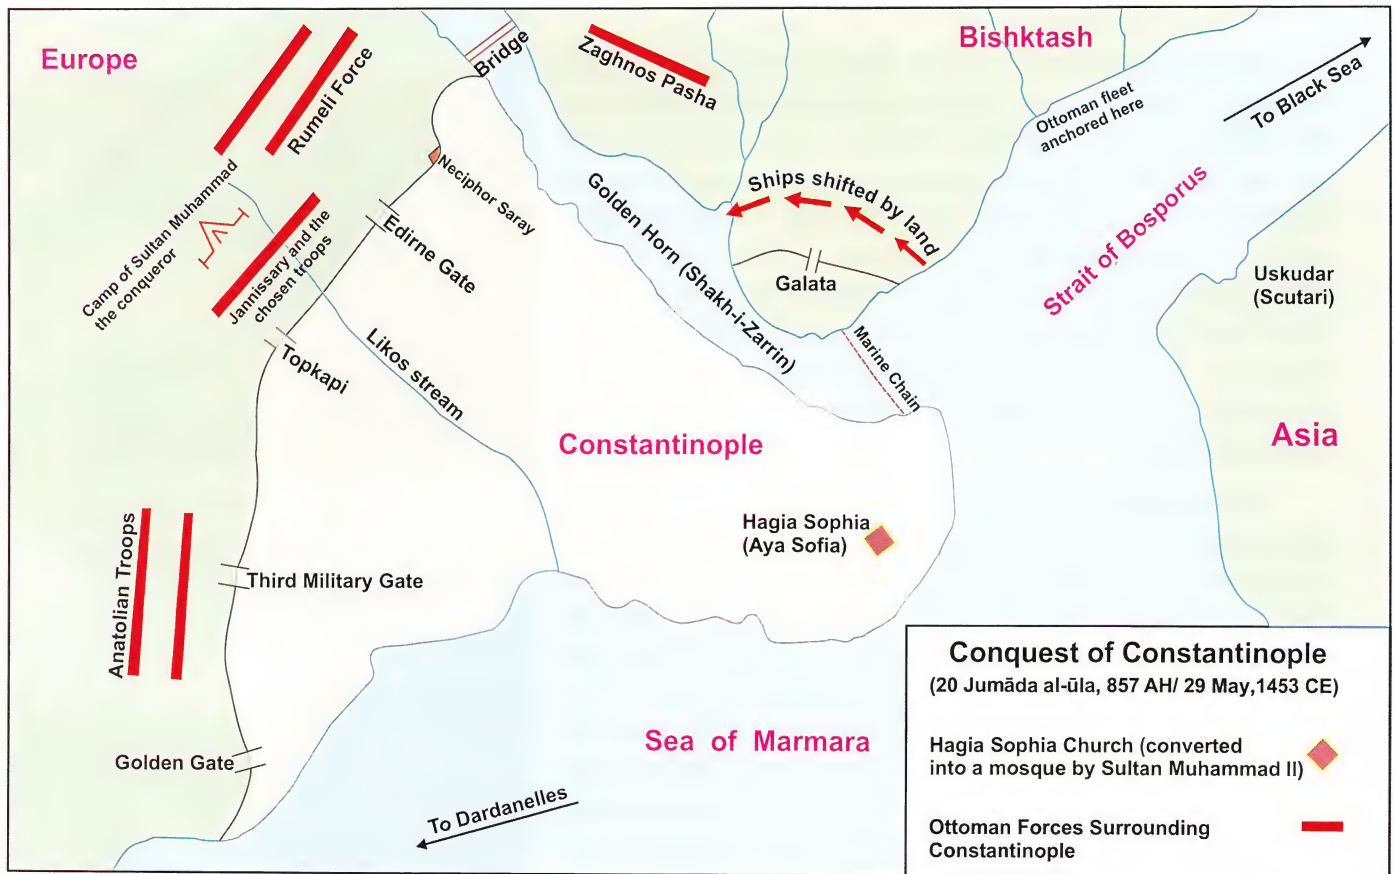 Europe
Rumeli Force
Bridge
Zaghnos Pasha
Bishktash
To Black Sea
Ottoman fleet
anchored here
Camp of Sultan Muhammad
the conqueror
Jannissary and the
chosen troops
Neciphor Saray
Edirne Gate
Golden Horn (Shakh-i-Zarrin)
Ships shifted by land
Galata
Strait of Bosporus
Uskudar
(Scutari)
Marine Chain
Topkapi
Likos stream
Constantinople
Asia
Hagia Sophia
(Aya Sofia)
Anatolian Troops
Third Military Gate
Golden Gate
Sea of Marmara
To Dardanelles
Conquest of Constantinople
(20 Jumāda al-ūla, 857 AH/ 29 May,1453 CE)
Hagia Sophia Church (converted
into a mosque by Sultan Muhammad II)
Ottoman Forces Surrounding
Constantinople